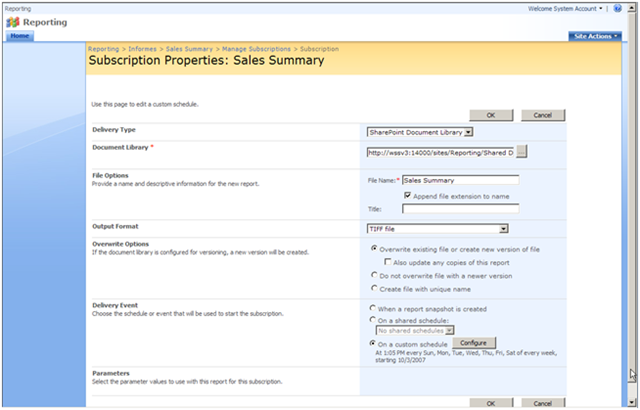 Reporting
Welcome System Account
Reporting
Home
Site Actions
Reporting > Informes > Sales Summary > Manage Subscriptions > Subscription
Subscription Properties: Sales Summary
Use this page to edit a custom schedule.
OK Cancel
Delivery Type
SharePoint Document Library
Document Library *
http://wssv3:14000/sites/Reporting/Shared D
...
File Options
Provide a name and descriptive information for the new report.
File Name: * Sales Summary
Append file extension to name
Title:
Output Format
TIFF file
Overwrite Options
If the document library is configured for versioning, a new version will be created.
Overwrite existing file or create new version of file
Also update any copies of this report
Do not overwrite file with a newer version
Create file with unique name
Delivery Event
Choose the schedule or event that will be used to start the subscription.
When a report snapshot is created
On a shared schedule:
No shared schedules
On a custom schedule Configure
At 1:05 PM every Sun, Mon, Tue, Wed, Thu, Fri, Sat of every week,
starting 10/3/2007
Parameters
Select the parameter values to use with this report for this subscription.
OK Cancel